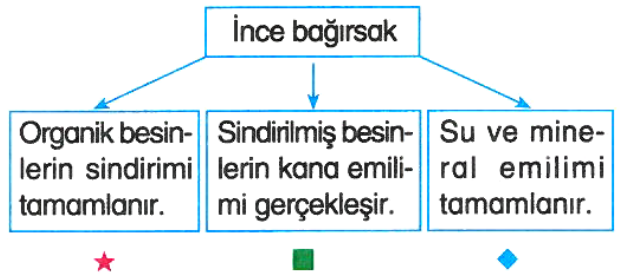 İnce bağırsak
Organik besin-
lerin sindirimi
tamamlanır.
Sindirilmiş besin-
lerin kana emili-
mi gerçekleşir.
Su ve mine-
ral emilimi
tamamlanır.